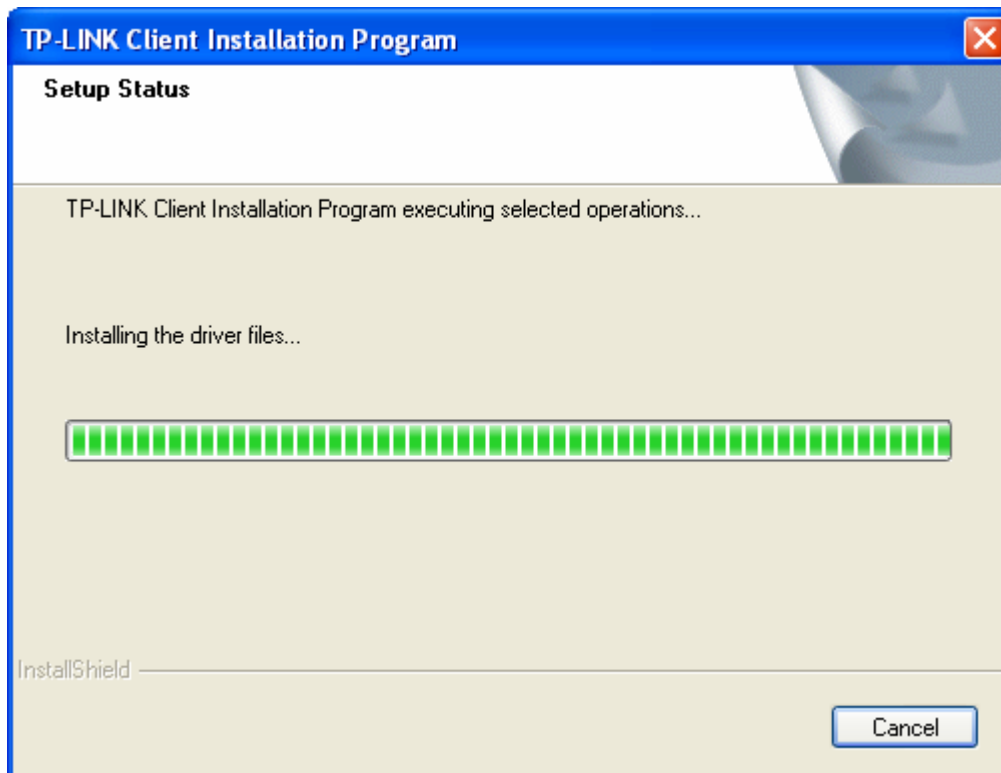 TP-LINK Client Installation Program
Setup Status
TP-LINK Client Installation Program executing selected operations...
Installing the driver files...
InstallShield
Cancel